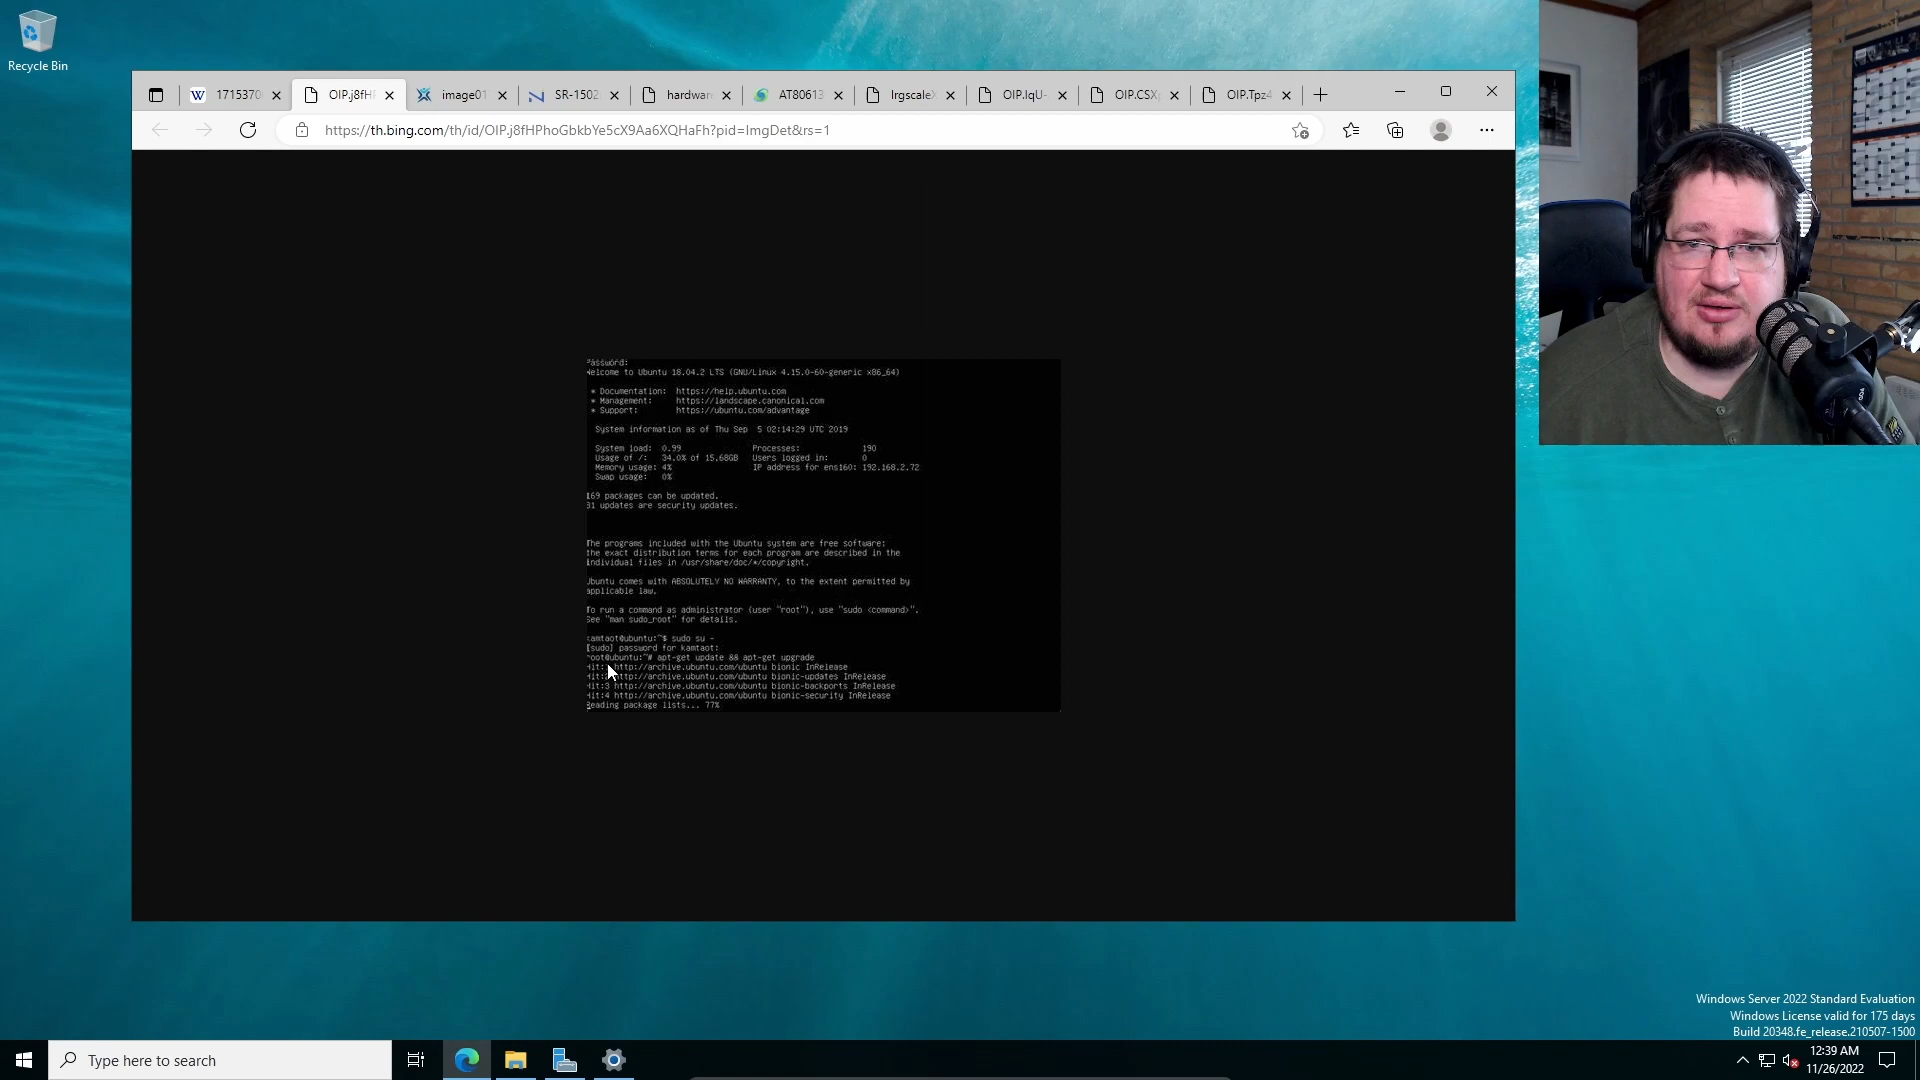 Recycle Bin
1715370
OIP.j8fHF
image01
SR-1502
hardwar
AT80613
lrgscaleX
OIP.IqU-
OIP.CSX
OIP.Tpz4
https://th.bing.com/th/id/OIP.j8fHPhoGbkbYe5cX9Aa6XQHaFh?pid=ImgDet&rs=1
Password:
Welcome to Ubuntu 18.04.2 LTS (GNU/Linux 4.15.0-60-generic x86_64)
* Documentation: https://help.ubuntu.com
* Management: https://landscape.canonical.com
* Support: https://ubuntu.com/advantage
System information as of Thu Sep 5 02:14:29 UTC 2019
System load: 0.99 Processes: 190
Usage of /: 34.0% of 15.68GB Users logged in: 0
Memory usage: 4% IP address for ens160: 192.168.2.72
Swap usage: 0%
169 packages can be updated.
81 updates are security updates.
The programs included with the Ubuntu system are free software;
the exact distribution terms for each program are described in the
individual files in /usr/share/doc/*/copyright.
Ubuntu comes with ABSOLUTELY NO WARRANTY, to the extent permitted by
applicable law.
To run a command as administrator (user "root"), use "sudo <command>".
See "man sudo_root" for details.
kamtaot@ubuntu:~$ sudo su -
[sudo] password for kamtaot:
root@ubuntu:~# apt-get update && apt-get upgrade
Hit:1 http://archive.ubuntu.com/ubuntu bionic InRelease
Hit:2 http://archive.ubuntu.com/ubuntu bionic-updates InRelease
Hit:3 http://archive.ubuntu.com/ubuntu bionic-backports InRelease
Hit:4 http://archive.ubuntu.com/ubuntu bionic-security InRelease
Reading package lists... 77%
Windows Server 2022 Standard Evaluation
Windows License valid for 175 days
Build 20348.fe_release.210507-1500
Type here to search
12:39 AM
11/26/2022